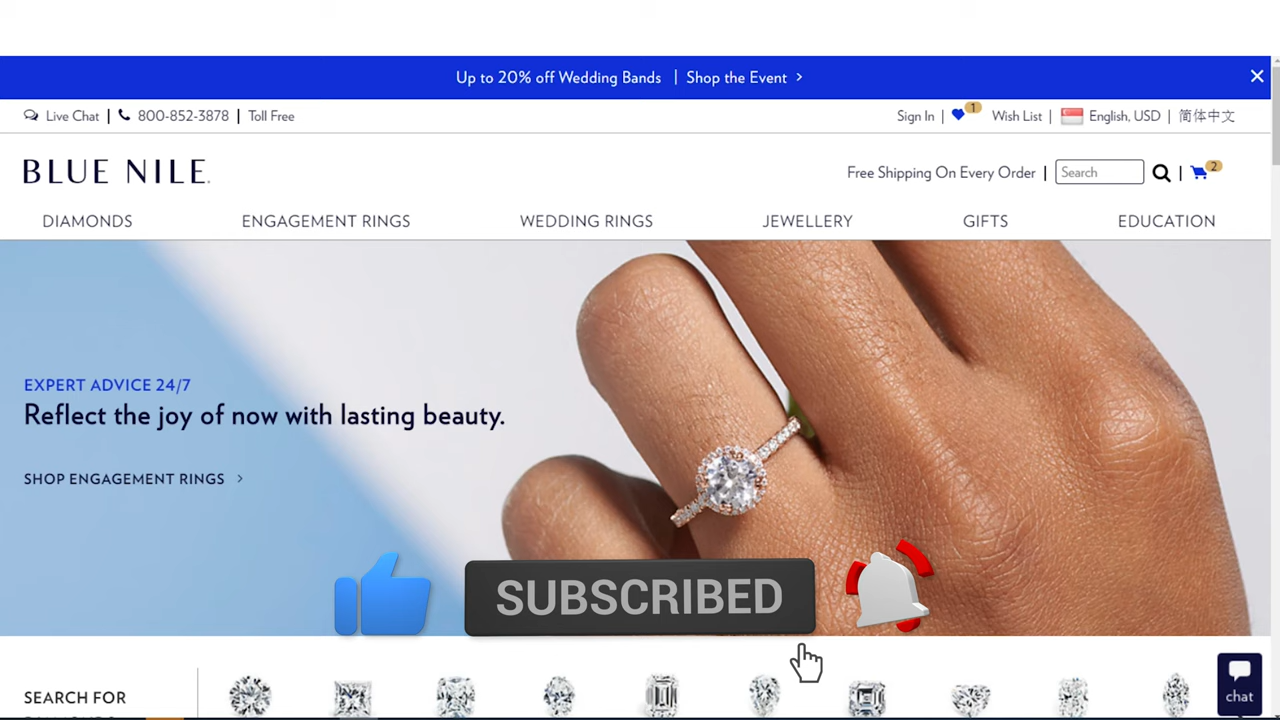 Up to 20% off Wedding Bands | Shop the Event >
Live Chat | 800-852-3878 | Toll Free
Sign In | 1 Wish List | English, USD | 简体中文
BLUE NILE.
Free Shipping On Every Order | Search | 2
DIAMONDS ENGAGEMENT RINGS WEDDING RINGS JEWELLERY GIFTS EDUCATION
EXPERT ADVICE 24/7
Reflect the joy of now with lasting beauty.
SHOP ENGAGEMENT RINGS >
SUBSCRIBED
SEARCH FOR
chat